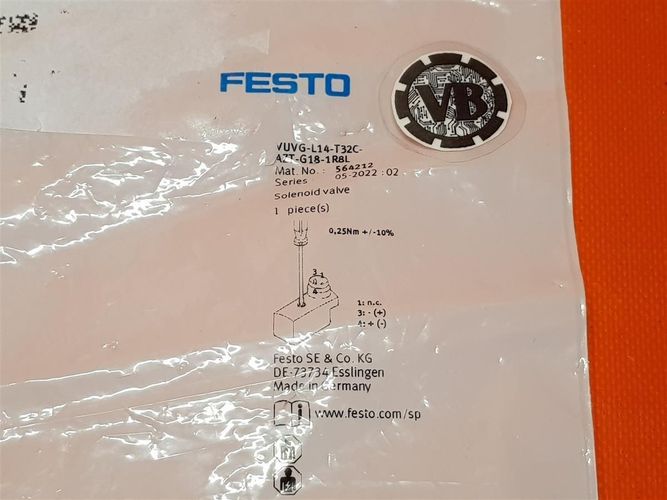 FESTO
VB
VUVG-L14-T32C-
AZT-G18-1R8L
Mat. No.: 564212
Series 05-2022 :02
Solenoid valve
1 piece(s)
0,25Nm +/-10%
3 1
4
1: n.c.
3: - (+)
4: + (-)
Festo SE & Co. KG
DE-73734 Esslingen
Made in Germany
i www.festo.com/sp